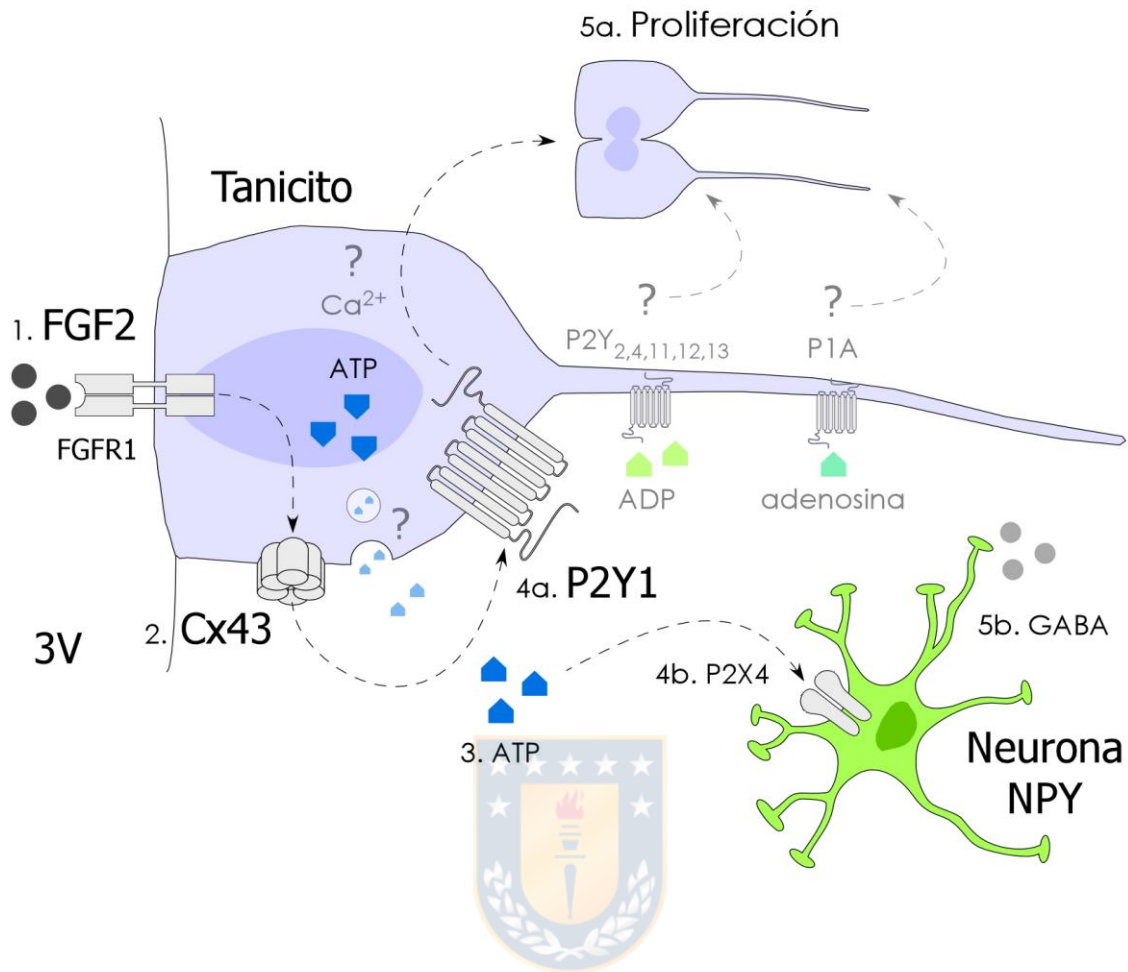 5a. Proliferación
Tanicito
?
Ca²⁺
1. FGF2
FGFR1
ATP
?
P2Y₂,₄,₁₁,₁₂,₁₃
?
P1A
ADP
adenosina
?
4a. P2Y1
2. Cx43
3V
3. ATP
4b. P2X4
5b. GABA
Neurona
NPY